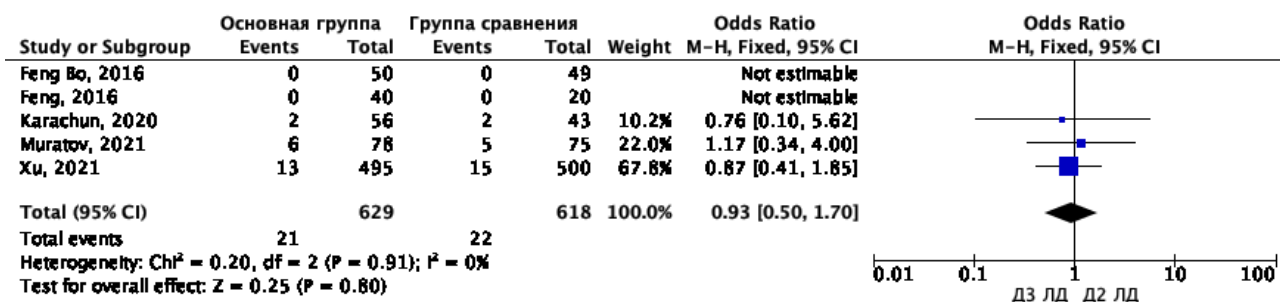 Основная группа Группа сравнения Odds Ratio Odds Ratio
Study or Subgroup Events Total Events Total Weight M-H, Fixed, 95% CI M-H, Fixed, 95% CI
Feng Bo, 2016 0 50 0 49 Not estimable
Feng, 2016 0 40 0 20 Not estimable
Karachun, 2020 2 56 2 43 10.2% 0.76 [0.10, 5.62]
Muratov, 2021 6 78 5 75 22.0% 1.17 [0.34, 4.00]
Xu, 2021 13 495 15 500 67.8% 0.87 [0.41, 1.85]
Total (95% CI) 629 618 100.0% 0.93 [0.50, 1.70]
Total events 21 22
Heterogeneity: Chi² = 0.20, df = 2 (P = 0.91); I² = 0%
Test for overall effect: Z = 0.25 (P = 0.80)
0.01 0.1 1 10 100
Д3 ЛД Д2 ЛД